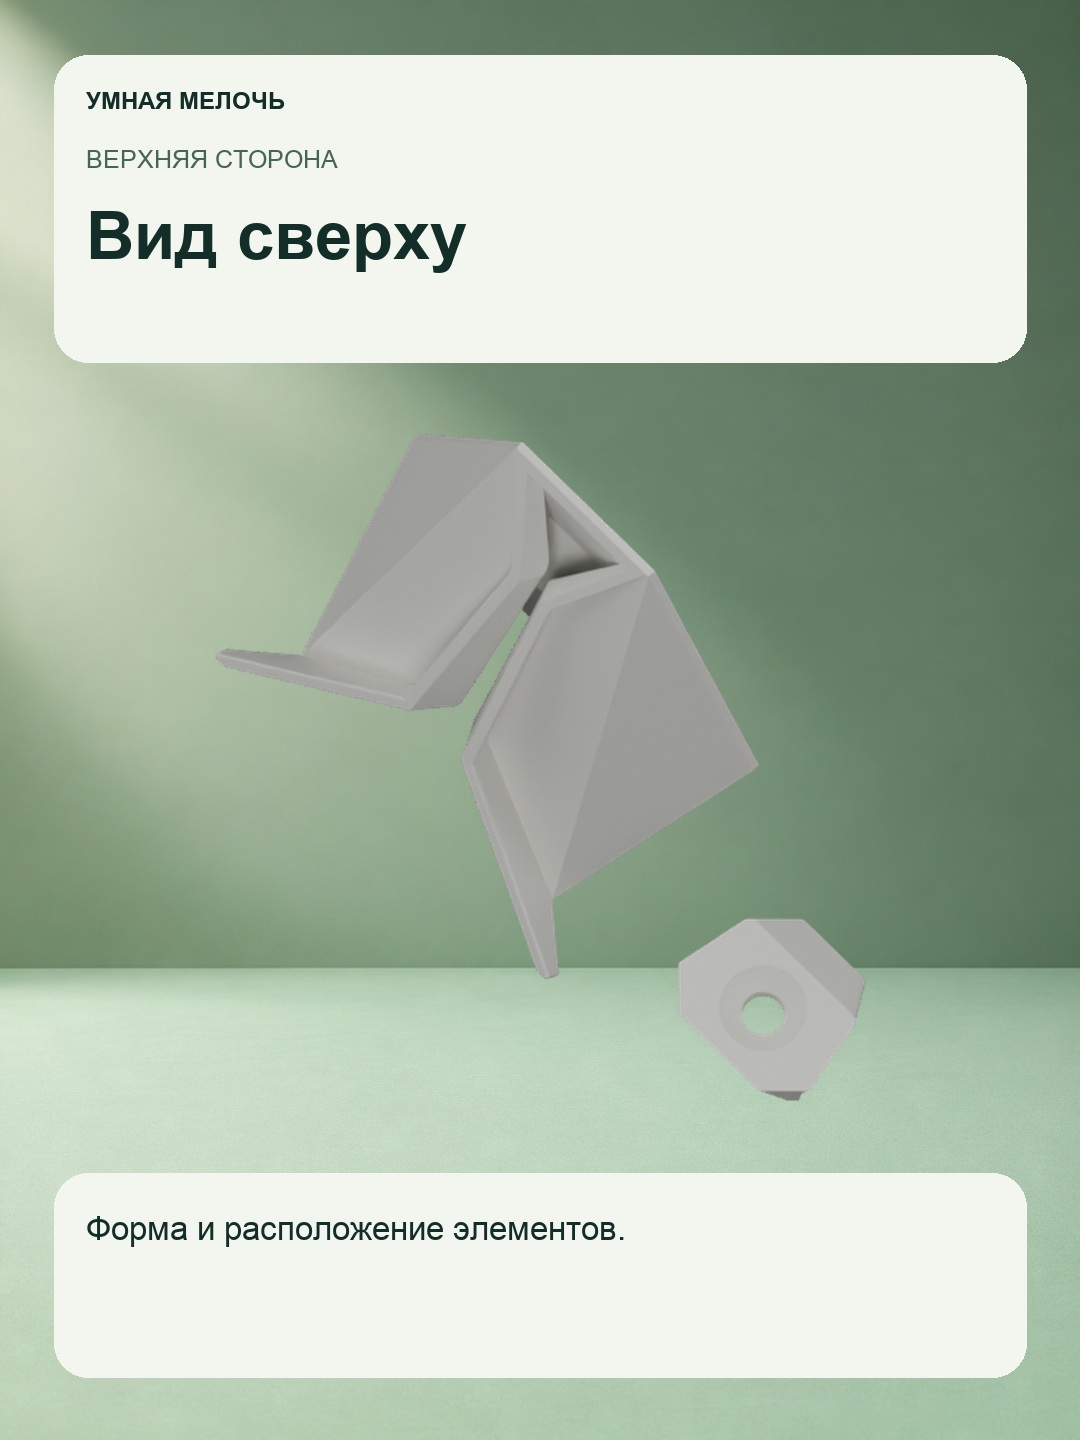 УМНАЯ МЕЛОЧЬ
ВЕРХНЯЯ СТОРОНА
Вид сверху
Форма и расположение элементов.